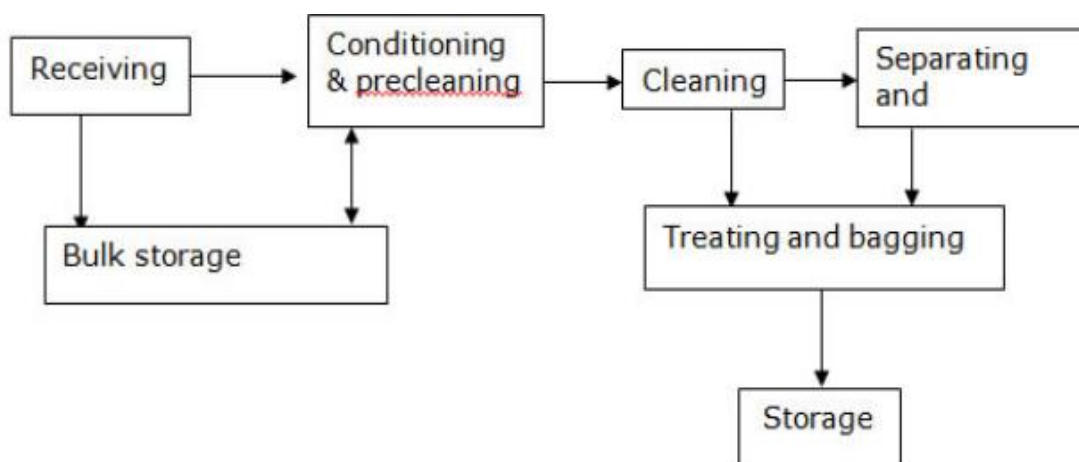 Receiving
Conditioning
& precleaning
Cleaning
Separating
and
Bulk storage
Treating and bagging
Storage